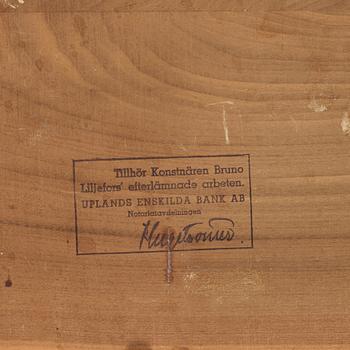 Tillhör Konstnären Bruno
Liljefors' efterlämnade arbeten.
UPLANDS ENSKILDA BANK AB
Notariatavdelningen